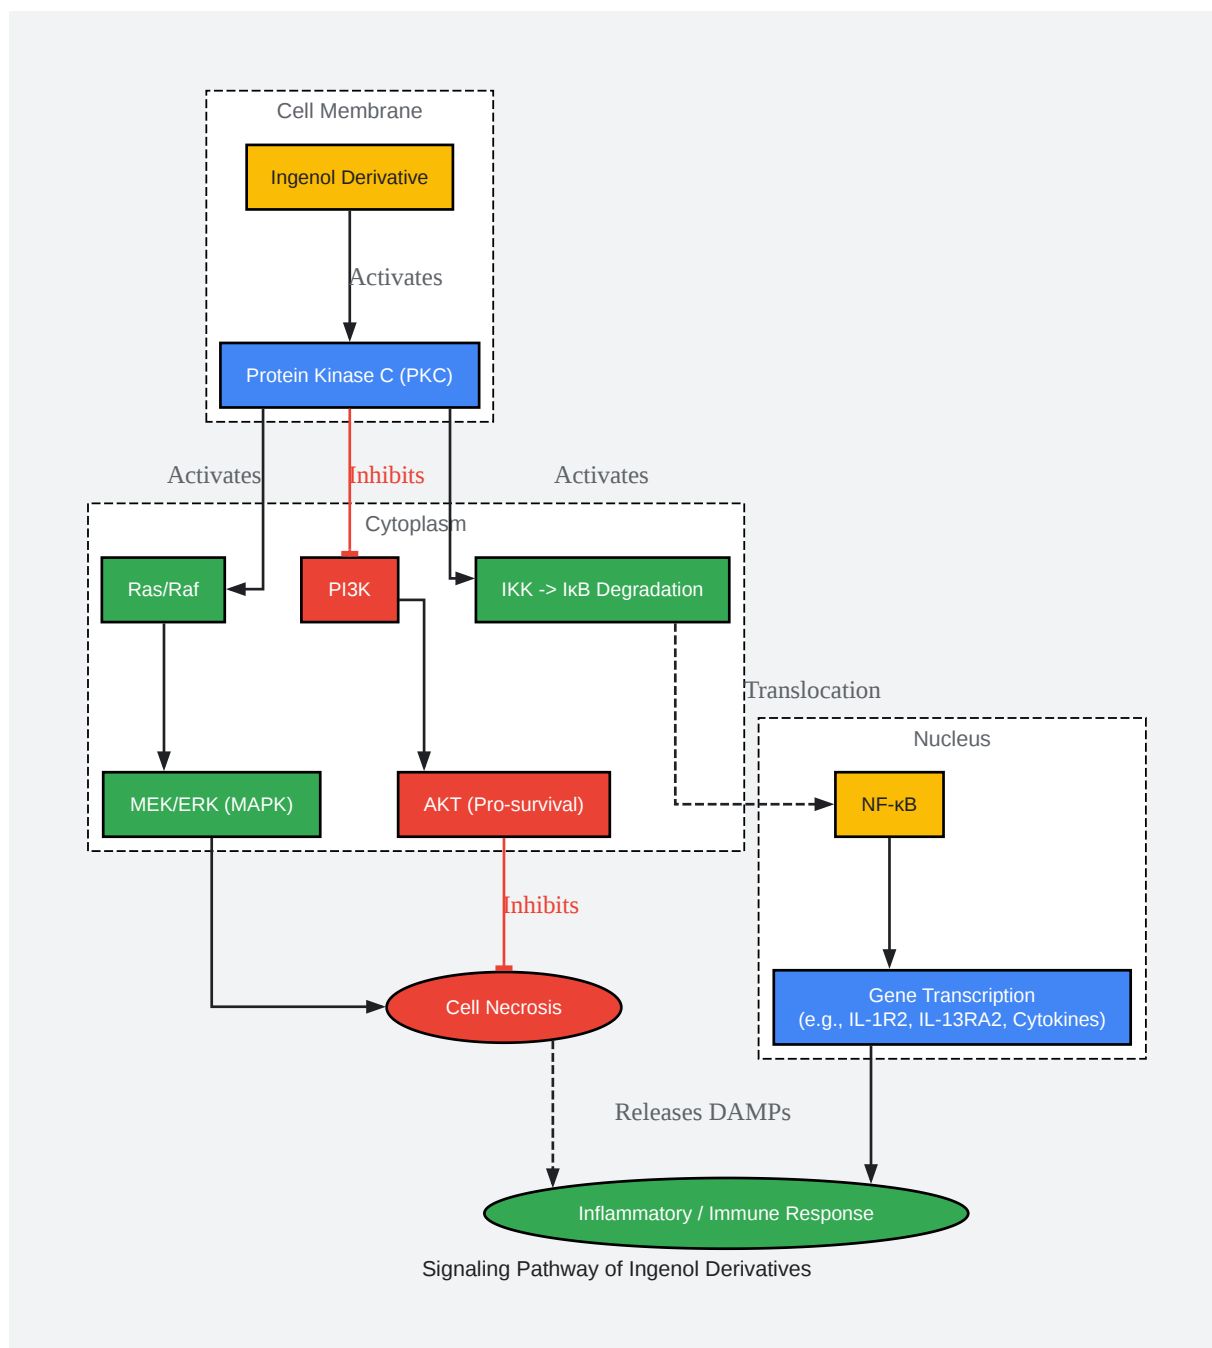 Cell Membrane
Ingenol Derivative
Activates
Protein Kinase C (PKC)
Activates
Inhibits
Activates
Cytoplasm
Ras/Raf
PI3K
IKK -> IκB Degradation
Translocation
Nucleus
MEK/ERK (MAPK)
AKT (Pro-survival)
NF-κB
Inhibits
Cell Necrosis
Gene Transcription
(e.g., IL-1R2, IL-13RA2, Cytokines)
Releases DAMPs
Inflammatory / Immune Response
Signaling Pathway of Ingenol Derivatives